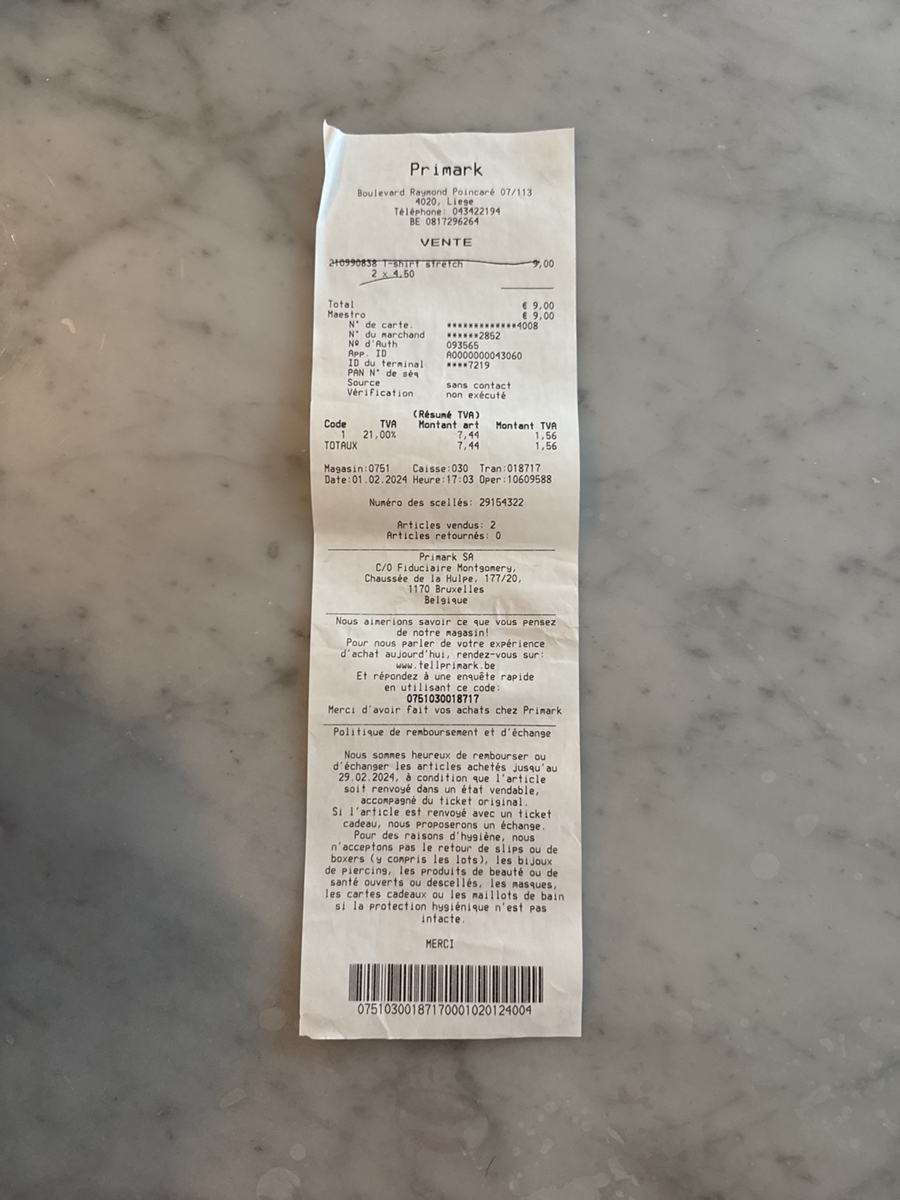 Primark
Boulevard Raymond Poincaré 07/113
4020, Liege
Téléphone: 043422194
BE 0817296264
VENTE
210990838 T-shirt stretch 9,00
2 x 4,50
Total € 9,00
Maestro € 9,00
N° de carte. *************4008
N° du marchand ******2852
Nº d'Auth 093565
App. ID A0000000043060
ID du terminal ****7219
PAN N° de séq
Source sans contact
Vérification non exécuté
(Résumé TVA)
Code TVA Montant art Montant TVA
1 21,00% 7,44 1,56
TOTAUX 7,44 1,56
Magasin:0751 Caisse:030 Tran:018717
Date:01.02.2024 Heure:17:03 Oper:10609588
Numéro des scellés: 29154322
Articles vendus: 2
Articles retournés: 0
Primark SA
C/O Fiduciaire Montgomery,
Chaussée de la Hulpe, 177/20,
1170 Bruxelles
Belgique
Nous aimerions savoir ce que vous pensez
de notre magasin!
Pour nous parler de votre expérience
d'achat aujourd'hui, rendez-vous sur:
www.tellprimark.be
Et répondez à une enquête rapide
en utilisant ce code:
0751030018717
Merci d'avoir fait vos achats chez Primark
Politique de remboursement et d'échange
Nous sommes heureux de rembourser ou
d'échanger les articles achetés jusqu'au
29.02.2024, à condition que l'article
soit renvoyé dans un état vendable,
accompagné du ticket original.
Si l'article est renvoyé avec un ticket
cadeau, nous proposerons un échange.
Pour des raisons d'hygiène, nous
n'acceptons pas le retour de slips ou de
boxers (y compris les lots), les bijoux
de piercing, les produits de beauté ou de
santé ouverts ou descellés, les masques,
les cartes cadeaux ou les maillots de bain
si la protection hygiénique n'est pas
intacte.
MERCI
07510300187170001020124004